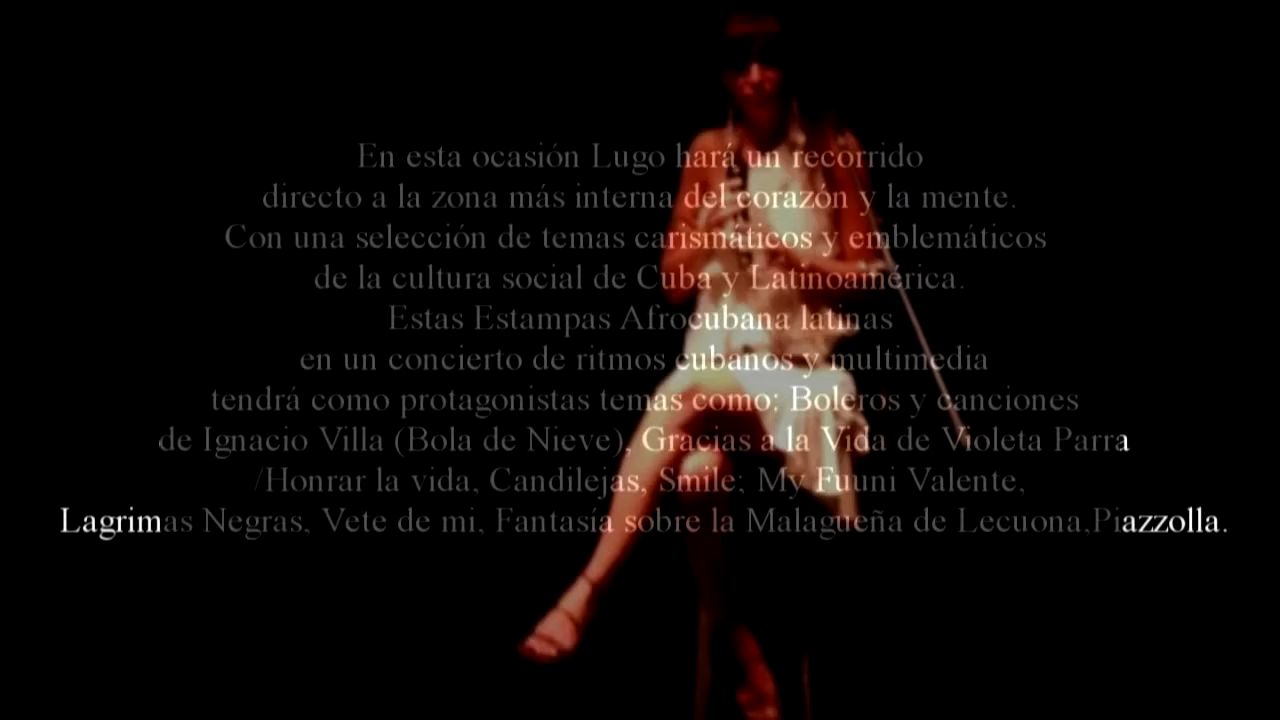 En esta ocasión Lugo hará un recorrido
directo a la zona más interna del corazón y la mente.
Con una selección de temas carismáticos y emblemáticos
de la cultura social de Cuba y Latinoamérica.
Estas Estampas Afrocubana latinas
en un concierto de ritmos cubanos y multimedia
tendrá como protagonistas temas como: Boleros y canciones
de Ignacio Villa (Bola de Nieve), Gracias a la Vida de Violeta Parra
/Honrar la vida, Candilejas, Smile; My Fuuni Valente,
Lagrimas Negras, Vete de mi, Fantasía sobre la Malagueña de Lecuona,Piazzolla.